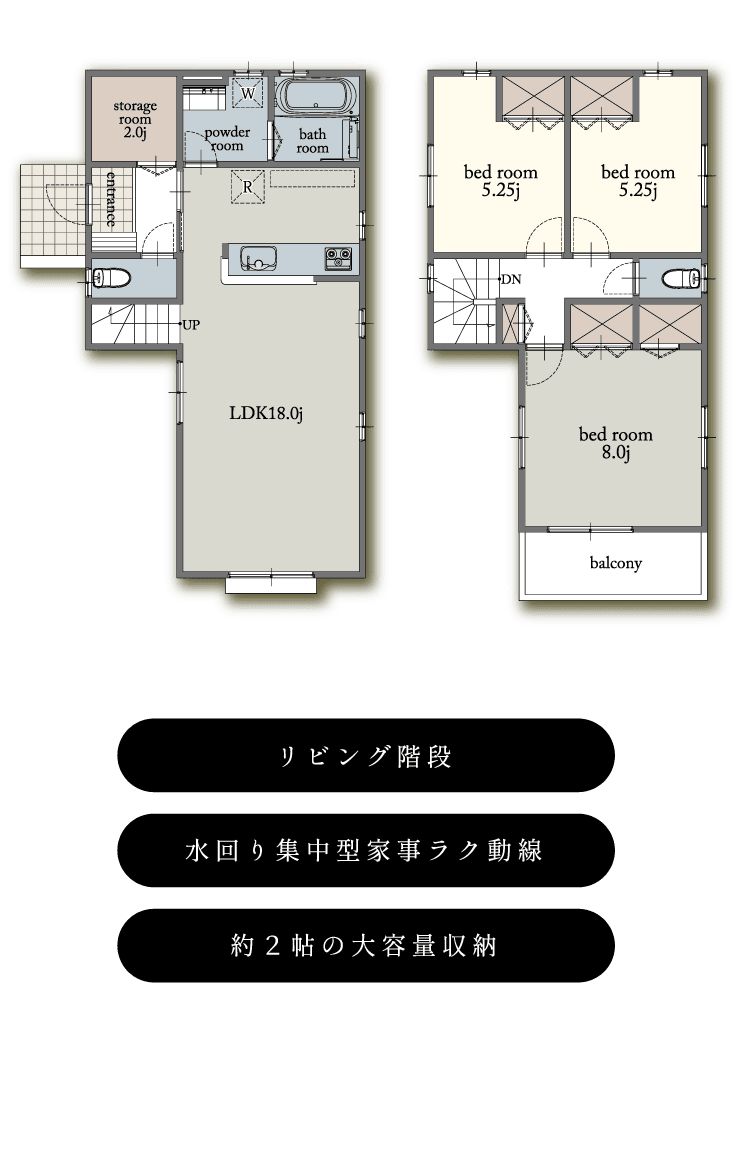 storage
room
2.0j
W
powder
room
bath
room
entrance
R
UP
LDK18.0j
bed room
5.25j
bed room
5.25j
DN
bed room
8.0j
balcony
リビング階段
水回り集中型家事ラク動線
約２帖の大容量収納